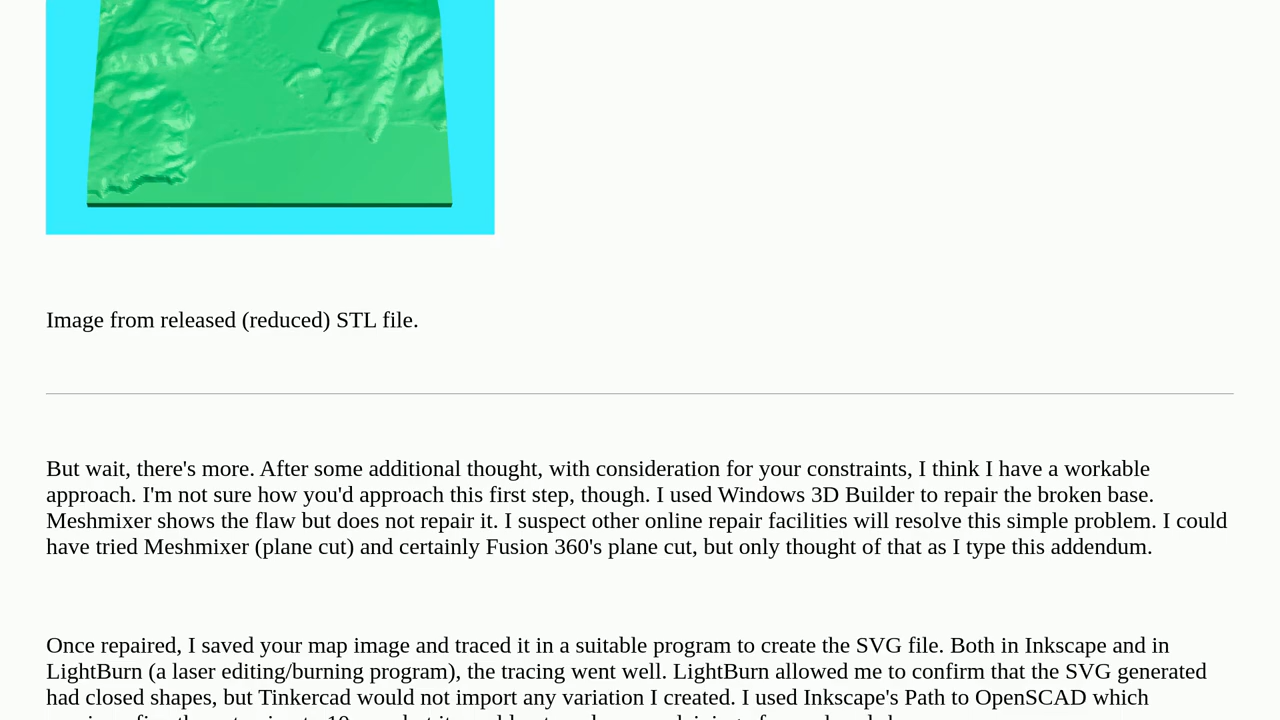 Image from released (reduced) STL file.
But wait, there's more. After some additional thought, with consideration for your constraints, I think I have a workable
approach. I'm not sure how you'd approach this first step, though. I used Windows 3D Builder to repair the broken base.
Meshmixer shows the flaw but does not repair it. I suspect other online repair facilities will resolve this simple problem. I could
have tried Meshmixer (plane cut) and certainly Fusion 360's plane cut, but only thought of that as I type this addendum.
Once repaired, I saved your map image and traced it in a suitable program to create the SVG file. Both in Inkscape and in
LightBurn (a laser editing/burning program), the tracing went well. LightBurn allowed me to confirm that the SVG generated
had closed shapes, but Tinkercad would not import any variation I created. I used Inkscape's Path to OpenSCAD which